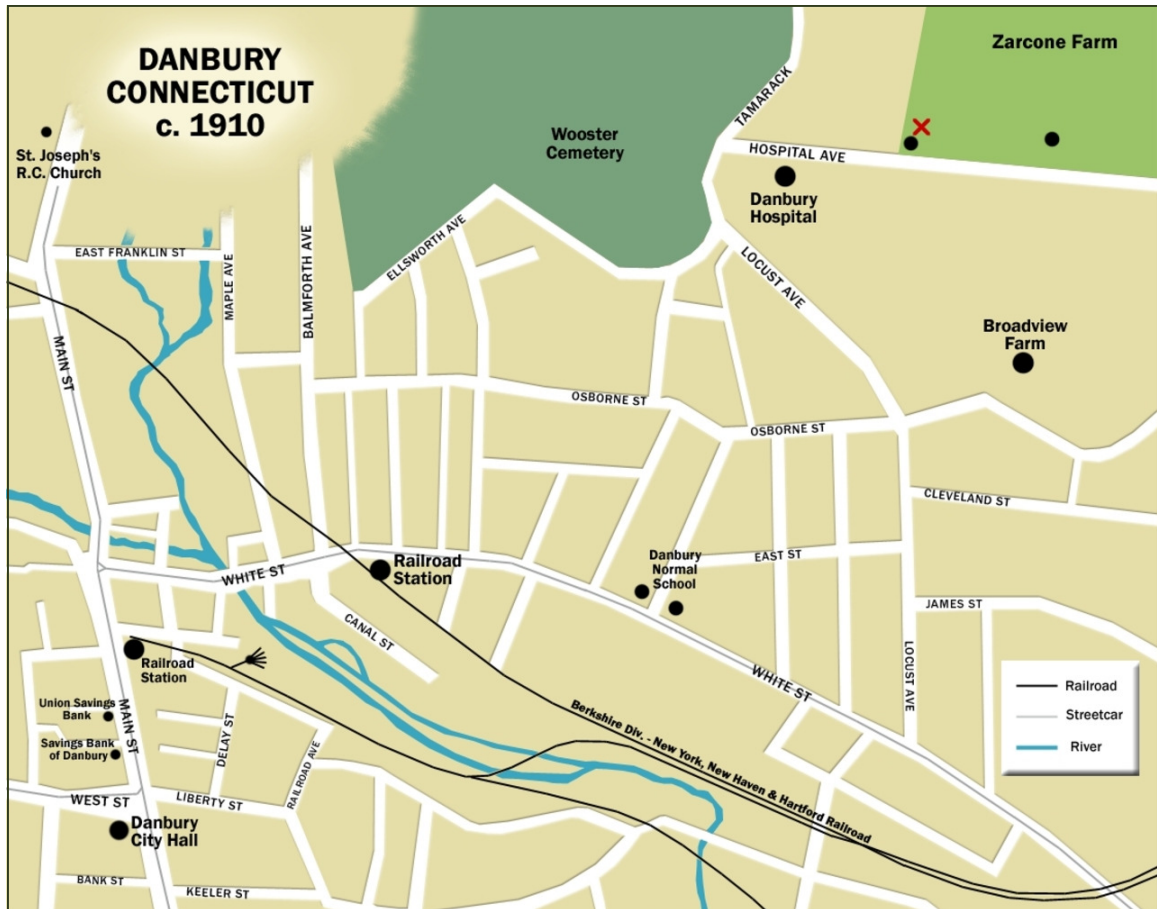 DANBURY
CONNECTICUT
c. 1910
Zarcone Farm
St. Joseph's
R.C. Church
Wooster
Cemetery
TAMARACK
HOSPITAL AVE
Danbury
Hospital
EAST FRANKLIN ST
MAPLE AVE
BALMFORTH AVE
ELLSWORTH AVE
LOCUST AVE
MAIN ST
Broadview
Farm
OSBORNE ST
OSBORNE ST
CLEVELAND ST
WHITE ST
Railroad
Station
Danbury
Normal
School
EAST ST
JAMES ST
CANAL ST
Railroad
Station
LOCUST AVE
WHITE ST
Union Savings
Bank
MAIN ST
Savings Bank
of Danbury
DELAY ST
RAILROAD AVE
Berkshire Div. - New York, New Haven & Hartford Railroad
Railroad
Streetcar
River
WEST ST
LIBERTY ST
Danbury
City Hall
BANK ST
KEELER ST